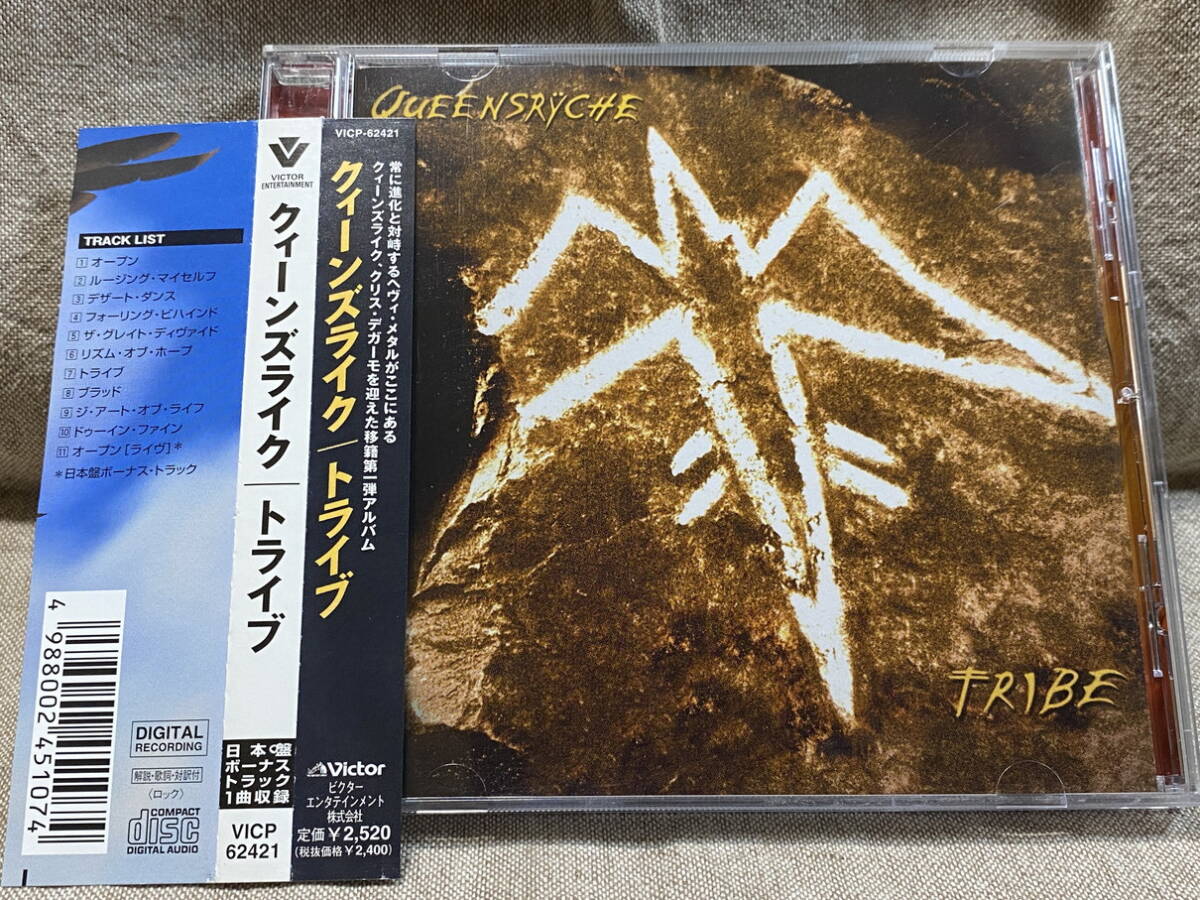 QUEENSRŸCHE
TRIBE
TRACK LIST
1 オープン
2 ルージング・マイセルフ
3 デザート・ダンス
4 フォーリング・ビハインド
5 ザ・グレイト・ディヴァイド
6 リズム・オブ・ホープ
7 トライブ
8 ブラッド
9 ジ・アート・オブ・ライフ
10 ドゥーイン・ファイン
11 オープン[ライヴ]*
*日本盤ボーナス・トラック
4 988002 451074
DIGITAL
RECORDING
解説・歌詞・対訳付
〈ロック〉
COMPACT
disc
DIGITAL AUDIO
VICTOR
ENTERTAINMENT
クィーンズライク|トライブ
日本盤
ボーナス
トラック
1曲収録
VICP
62421
VICP-62421
常に進化と対峙するヘヴィ・メタルがここにある
クィーンズライク、クリス・デガーモを迎えた移籍第一弾アルバム
クィーンズライク|トライブ
Victor
ビクター
エンタテインメント
株式会社
定価¥2,520
(税抜価格¥2,400)